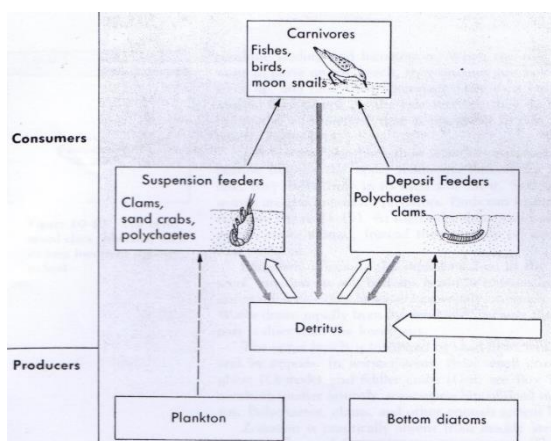 Carnivores
Fishes,
birds,
moon snails
Consumers
Suspension feeders
Clams,
sand crabs,
polychaetes
Deposit Feeders
Polychaetes
clams
Detritus
Producers
Plankton
Bottom diatoms